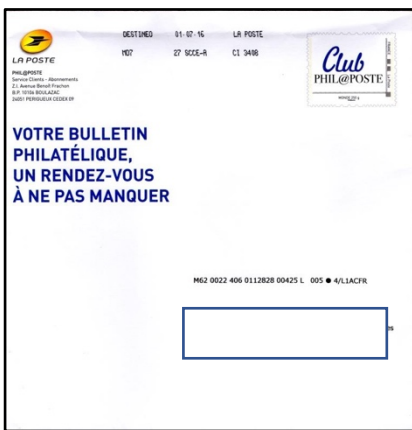 LA POSTE
PHIL@POSTE
Service Clients - Abonnements
Z.I. Avenue Benoît Frachon
B.P. 10106 BOULAZAC
24051 PERIGUEUX CEDEX 09
DESTINEO 01-07-16 LA POSTE
MD7 27 SCCE-A CI 3408
Club
PHIL@POSTE
VOTRE BULLETIN
PHILATÉLIQUE,
UN RENDEZ-VOUS
À NE PAS MANQUER
M62 0022 406 0112828 00425 L 005 ● 4/L1ACFR